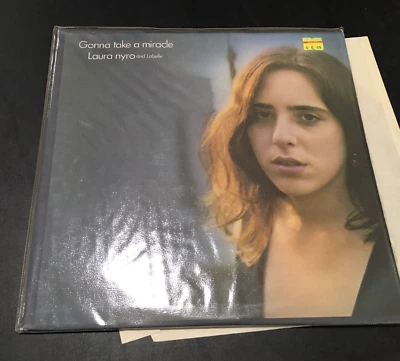 Gonna take a miracle
Laura nyro and Labelle